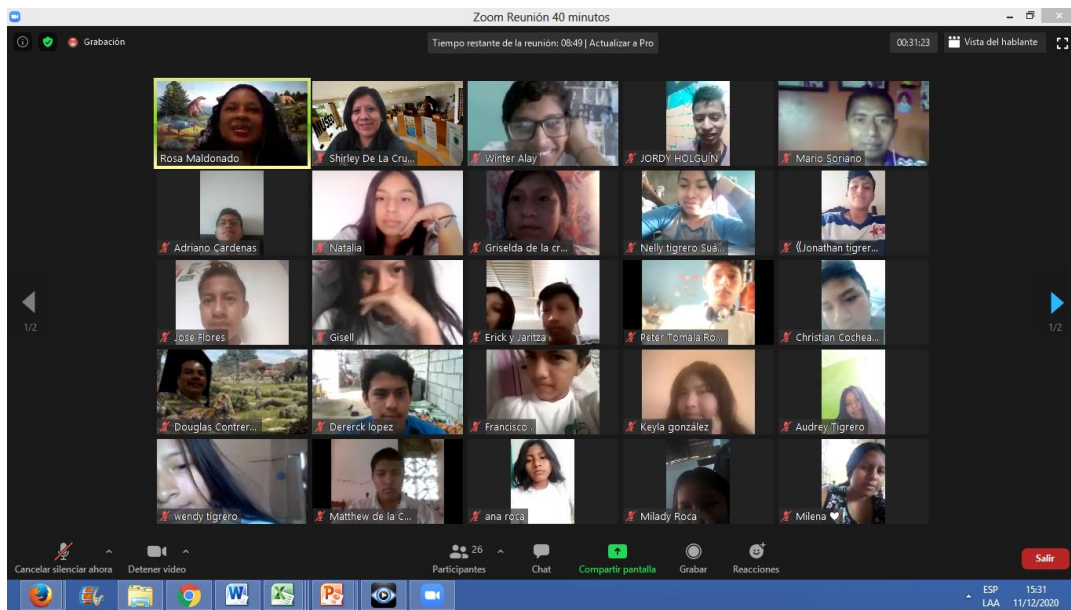 Zoom Reunión 40 minutos
Grabación
Tiempo restante de la reunión: 08:49 | Actualizar a Pro
00:31:23
Vista del hablante
MUSEO
Rosa Maldonado
Shirley De La Cru...
Winter Alay
JORDY HOLGUÍN
Mario Soriano
Adriano Cardenas
Natalia
Griselda de la cr...
Nelly tigrero Suá...
《Jonathan tigrer...
1/2
1/2
Jose Flores
Gisell
Erick y Jaritza
Peter Tomala Ro...
Christian Cochea...
Douglas Contrer...
Dererck lopez
Francisco .
Keyla gonzález
Audrey Tigrero
wendy tigrero
Matthew de la C...
ana roca
Milady Roca
Milena ♥
Cancelar silenciar ahora
Detener video
26
Participantes
Chat
Compartir pantalla
Grabar
Reacciones
Salir
ESP
LAA
15:31
11/12/2020